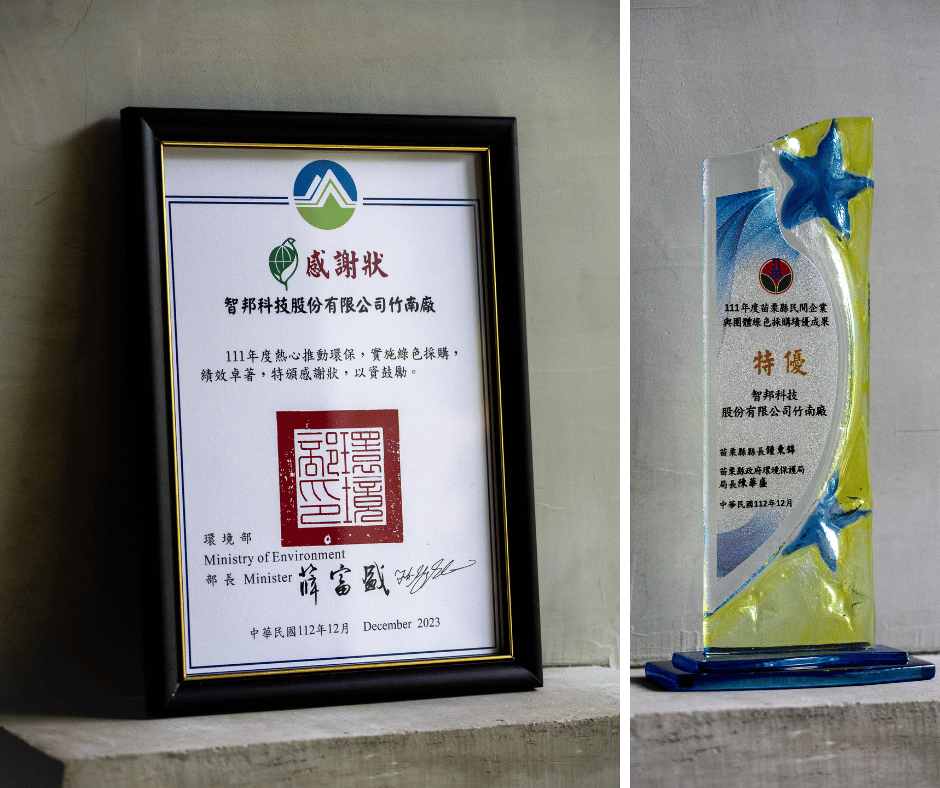 感謝狀
智邦科技股份有限公司竹南廠
111年度熱心推動環保，實施綠色採購，
績效卓著，特頒感謝狀，以資鼓勵。
環境部印
環境部
Ministry of Environment
部長 Minister 薛富盛
中華民國112年12月 December 2023
111年度苗栗縣民間企業
與團體綠色採購績優成果
特優
智邦科技
股份有限公司竹南廠
苗栗縣縣長鍾東錦
苗栗縣政府環境保護局
局長陳華盛
中華民國112年12月